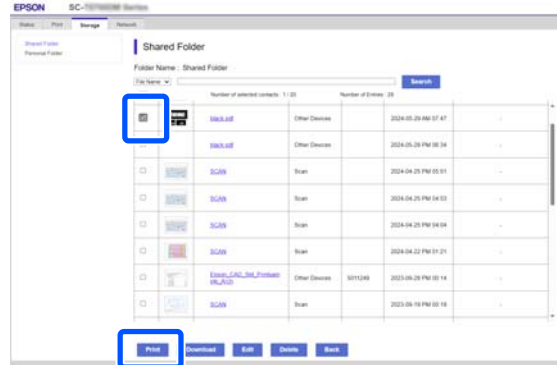 EPSON SC-
Status Print Storage Network
Shared Folder
Personal Folder
Shared Folder
Folder Name : Shared Folder
File Name Search
Number of selected contacts : 1 / 20 Number of Entries 28
black.pdf Other Devices 2024-05-29 AM 07:47 -
black.pdf Other Devices 2024-05-28 PM 08:34 -
SCAN Scan 2024-04-25 PM 05:01 -
SCAN Scan 2024-04-25 PM 04:53 -
SCAN Scan 2024-04-25 PM 04:04 -
SCAN Scan 2024-04-22 PM 01:21 -
Other Devices 5011249 2023-09-28 PM 00:14 -
SCAN Scan 2023-09-19 PM 00:18 -
Print Download Edit Delete Back